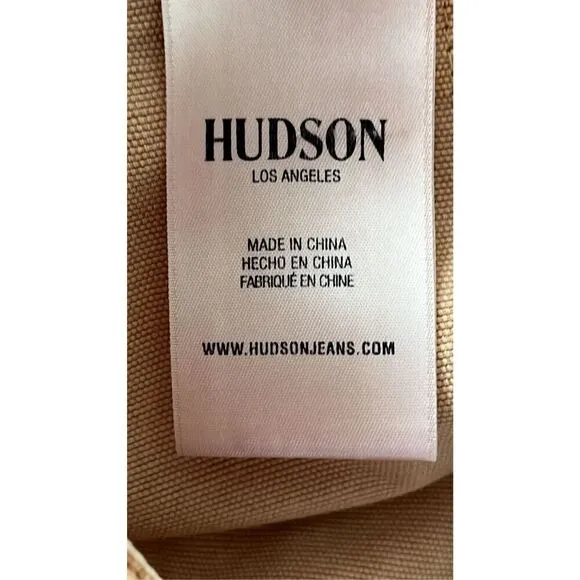 HUDSON
LOS ANGELES
MADE IN CHINA
HECHO EN CHINA
FABRIQUÉ EN CHINE
WWW.HUDSONJEANS.COM